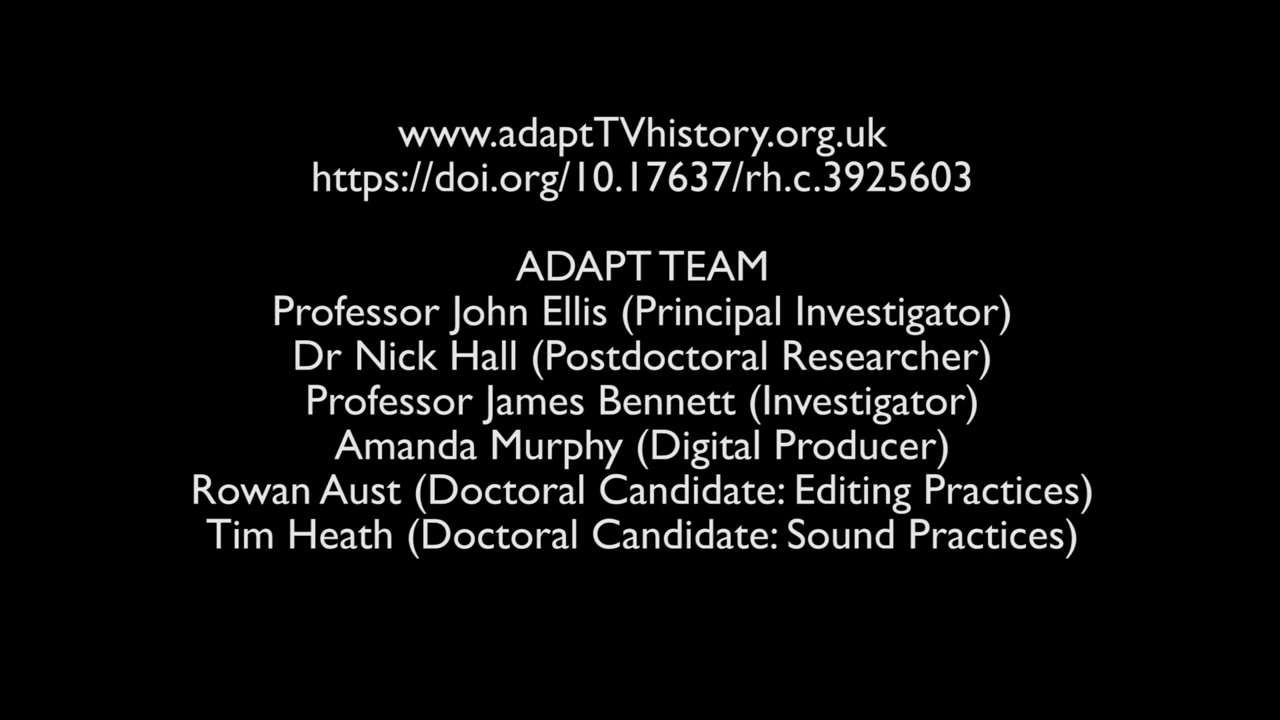 www.adaptTVhistory.org.uk
https://doi.org/10.17637/rh.c.3925603
ADAPT TEAM
Professor John Ellis (Principal Investigator)
Dr Nick Hall (Postdoctoral Researcher)
Professor James Bennett (Investigator)
Amanda Murphy (Digital Producer)
Rowan Aust (Doctoral Candidate: Editing Practices)
Tim Heath (Doctoral Candidate: Sound Practices)